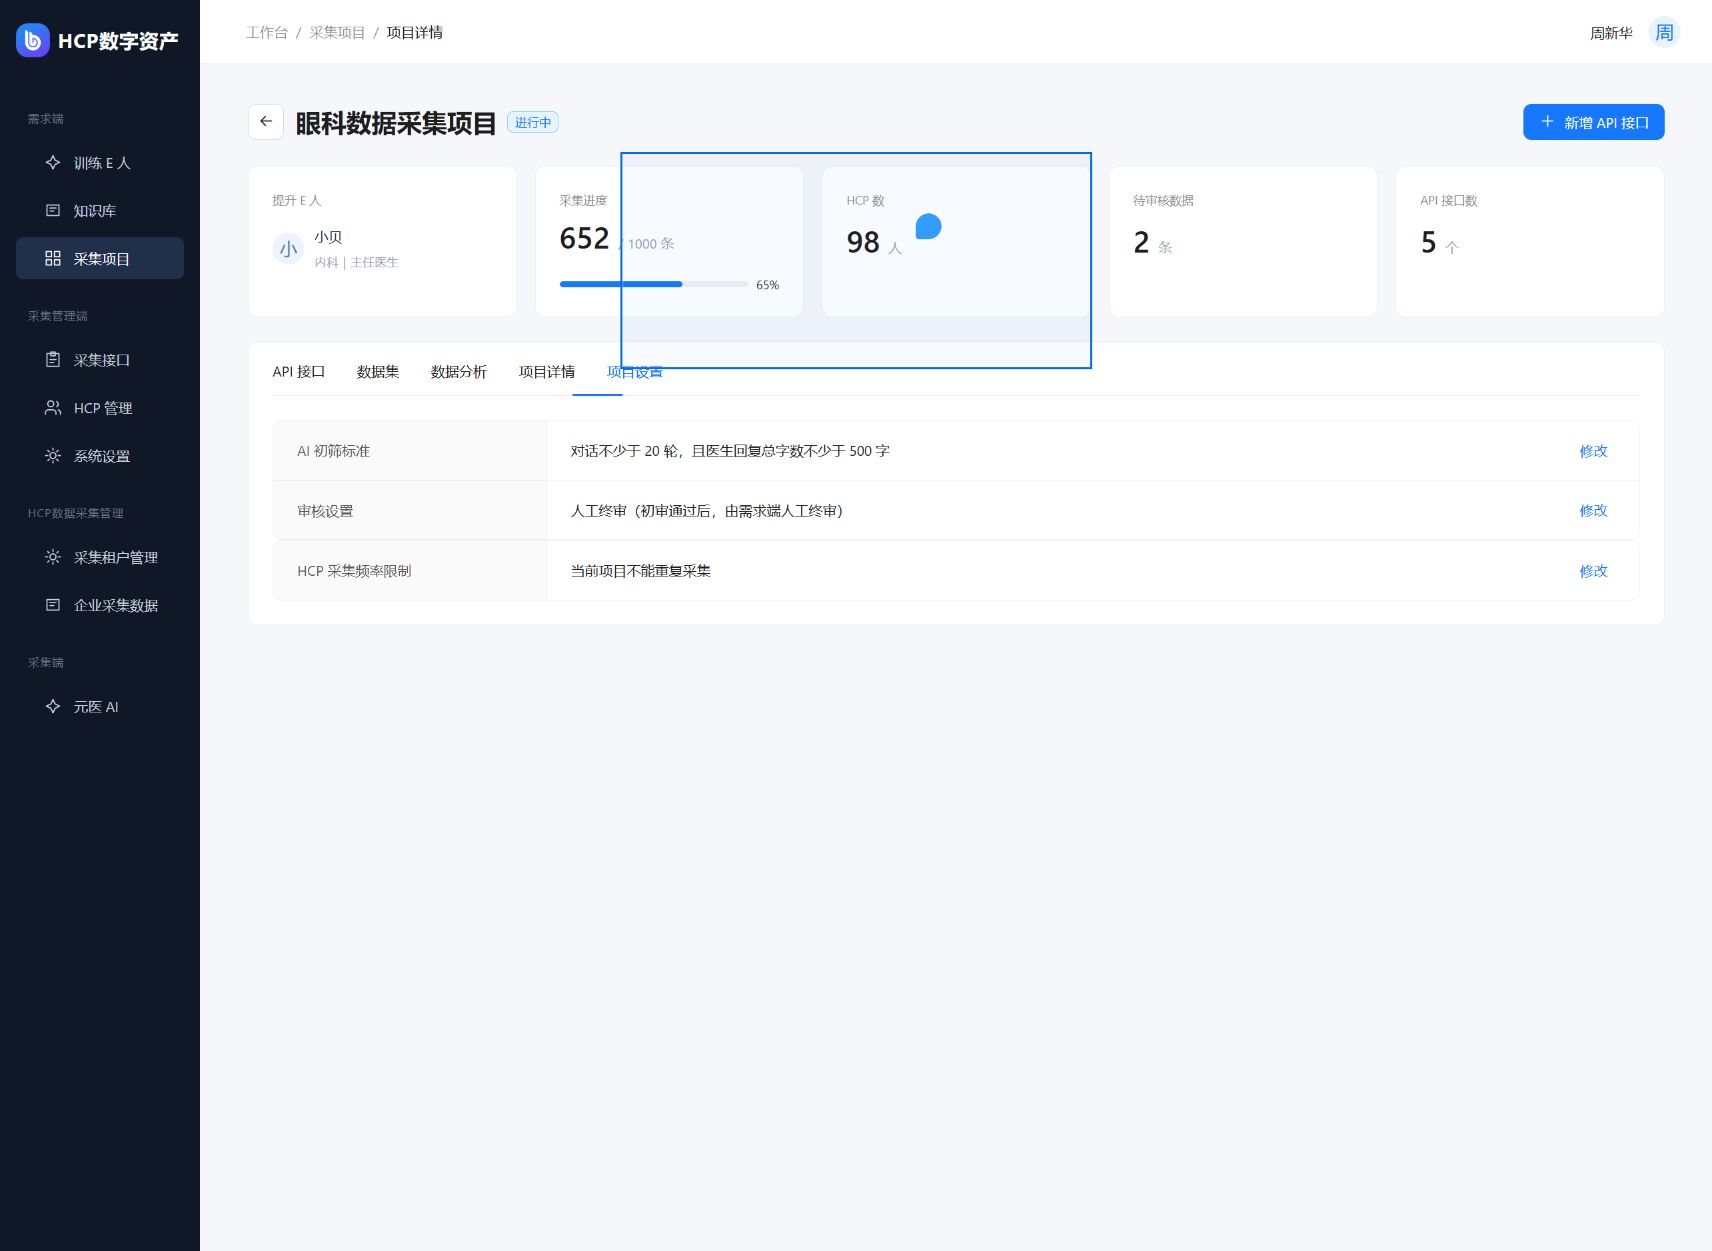 HCP数字资产
需求端
训练 E 人
知识库
采集项目
采集管理端
采集接口
HCP 管理
系统设置
HCP数据采集管理
采集租户管理
企业采集数据
采集端
元医 AI
工作台 / 采集项目 / 项目详情
周新华 周
眼科数据采集项目 进行中
+ 新增 API 接口
提升 E 人
小
小贝
内科 | 主任医生
采集进度
652 / 1000 条
65%
HCP 数
98 人
待审核数据
2 条
API 接口数
5 个
API 接口 数据集 数据分析 项目详情 项目设置
AI 初筛标准 对话不少于 20 轮，且医生回复总字数不少于 500 字 修改
审核设置 人工终审（初审通过后，由需求端人工终审） 修改
HCP 采集频率限制 当前项目不能重复采集 修改